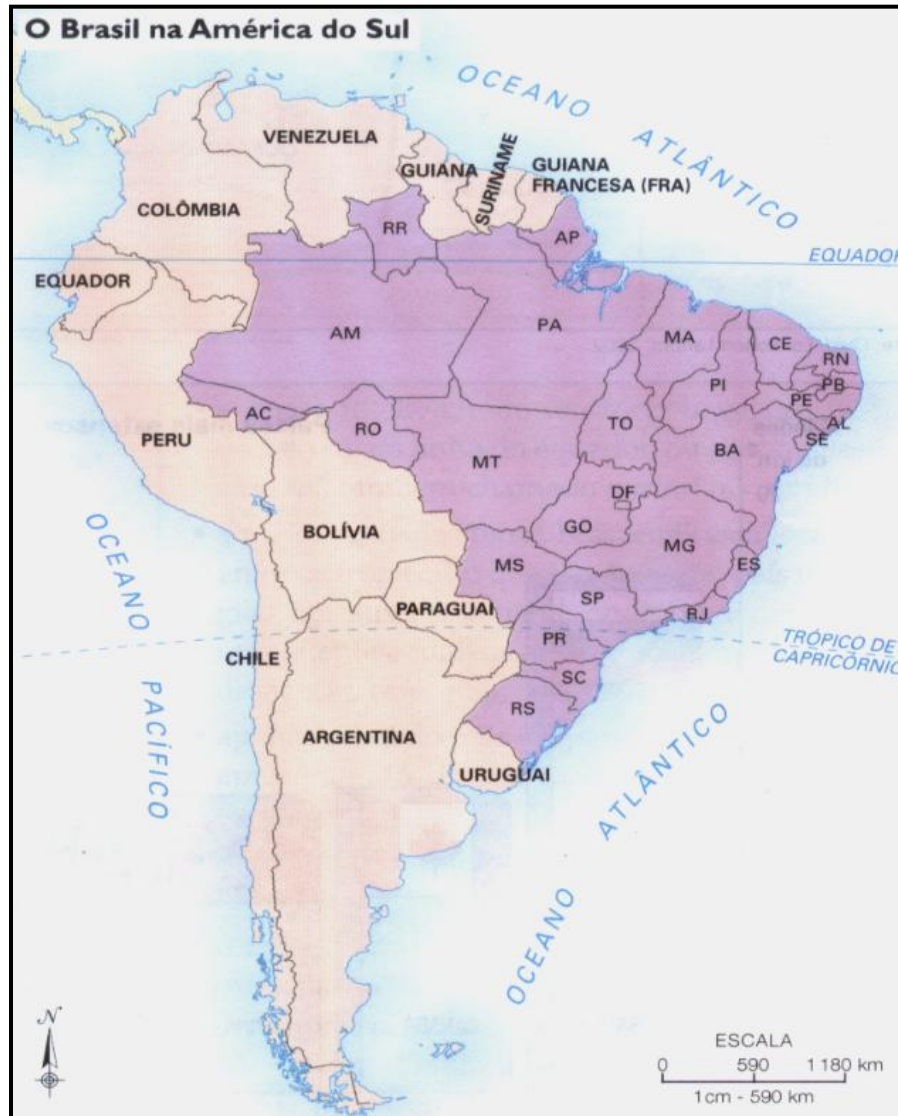 O Brasil na América do Sul
OCEANO ATLÂNTICO
VENEZUELA
GUIANA
SURINAME
GUIANA
FRANCESA (FRA)
COLÔMBIA
RR
AP
EQUADOR
EQUADOR
AM
PA
MA
CE
RN
PB
PI
PE
AL
SE
AC
RO
TO
BA
PERU
MT
DF
GO
BOLÍVIA
MG
ES
MS
SP
RJ
PARAGUAI
OCEANO PACÍFICO
PR
TRÓPICO DE
CAPRICÓRNIO
CHILE
SC
RS
ARGENTINA
URUGUAI
OCEANO ATLÂNTICO
N
ESCALA
0 590 1 180 km
1 cm - 590 km